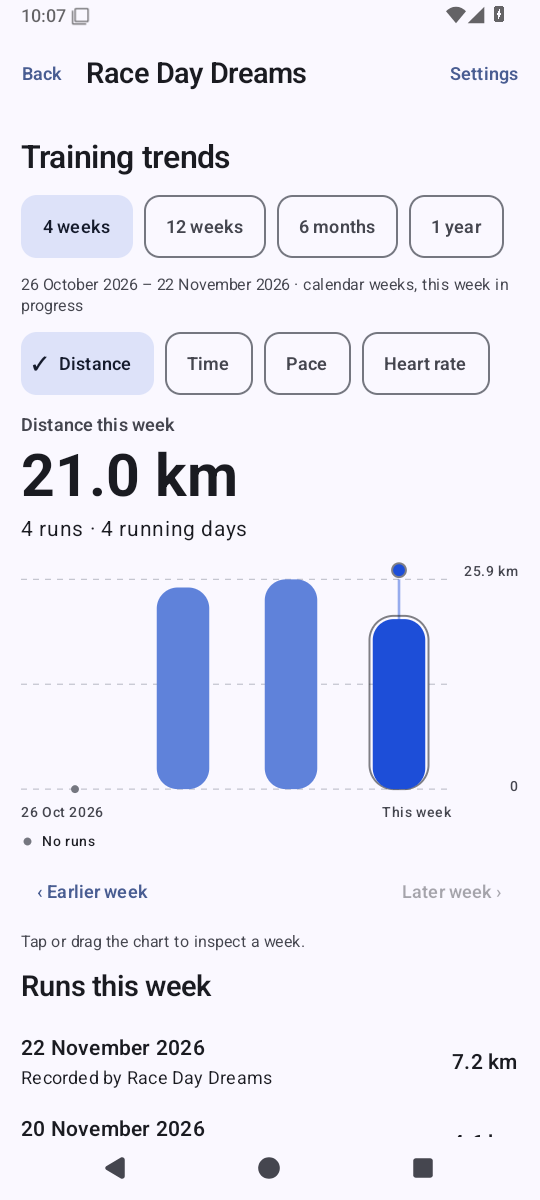 10:07
Back Race Day Dreams Settings
Training trends
4 weeks 12 weeks 6 months 1 year
26 October 2026 – 22 November 2026 · calendar weeks, this week in
progress
✓ Distance Time Pace Heart rate
Distance this week
21.0 km
4 runs · 4 running days
25.9 km
0
26 Oct 2026 This week
No runs
‹ Earlier week Later week ›
Tap or drag the chart to inspect a week.
Runs this week
22 November 2026
7.2 km
Recorded by Race Day Dreams
20 November 2026